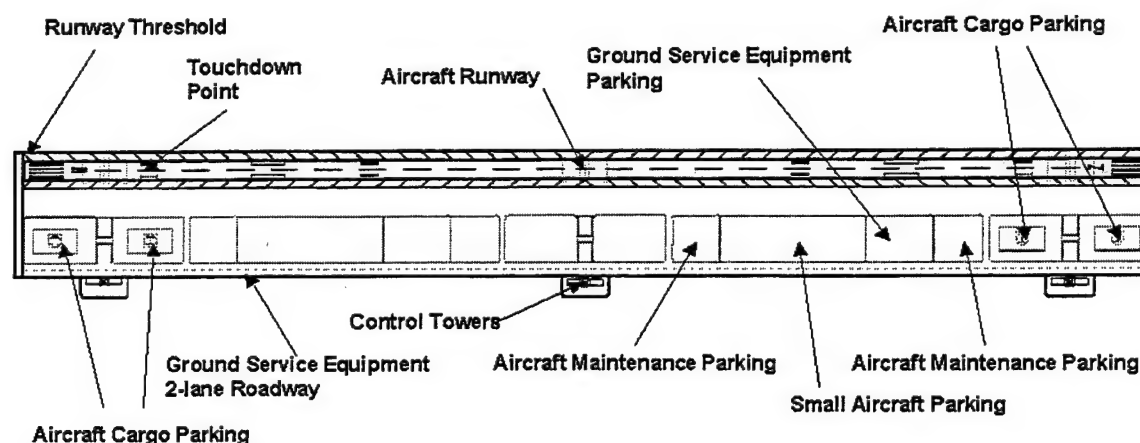 Runway Threshold
Touchdown
Point
Aircraft Runway
Ground Service Equipment
Parking
Aircraft Cargo Parking
Control Towers
Ground Service Equipment
2-lane Roadway
Aircraft Maintenance Parking
Aircraft Maintenance Parking
Small Aircraft Parking
Aircraft Cargo Parking